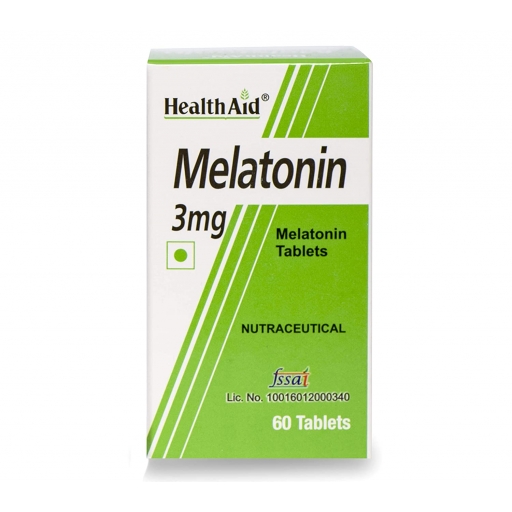 HealthAid®
Melatonin
3mg
Melatonin
Tablets
NUTRACEUTICAL
fssai
Lic. No. 10016012000340
60 Tablets